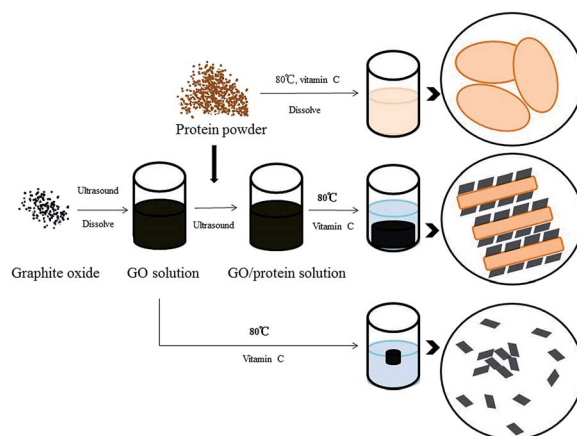 80℃, vitamin C
Dissolve
Protein powder
Ultrasound
Dissolve
Ultrasound
80℃
Vitamin C
Graphite oxide
GO solution
GO/protein solution
80℃
Vitamin C